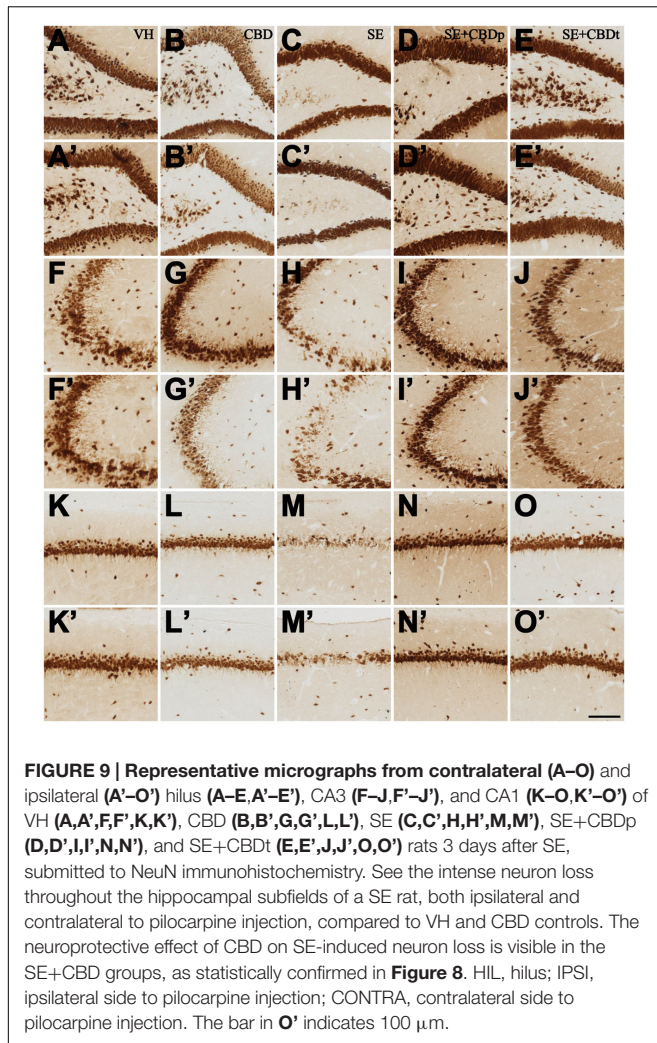 A VH B CBD C SE D SE+CBDp E SE+CBDt
A' B' C' D' E'
F G H I J
F' G' H' I' J'
K L M N O
K' L' M' N' O'
FIGURE 9 | Representative micrographs from contralateral (A–O) and
ipsilateral (A'–O') hilus (A–E,A'–E'), CA3 (F–J,F'–J'), and CA1 (K–O,K'–O') of
VH (A,A',F,F',K,K'), CBD (B,B',G,G',L,L'), SE (C,C',H,H',M,M'), SE+CBDp
(D,D',I,I',N,N'), and SE+CBDt (E,E',J,J',O,O') rats 3 days after SE,
submitted to NeuN immunohistochemistry. See the intense neuron loss
throughout the hippocampal subfields of a SE rat, both ipsilateral and
contralateral to pilocarpine injection, compared to VH and CBD controls. The
neuroprotective effect of CBD on SE-induced neuron loss is visible in the
SE+CBD groups, as statistically confirmed in Figure 8. HIL, hilus; IPSI,
ipsilateral side to pilocarpine injection; CONTRA, contralateral side to
pilocarpine injection. The bar in O' indicates 100 μm.